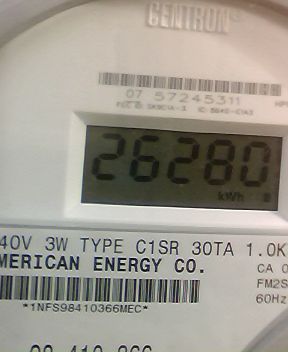 CENTRON®
07 57245311
26280
kWh
40V 3W TYPE C1SR 30TA 1.0K
MERICAN ENERGY CO.
CA 0
FM2S
60Hz
*1NFS98410366MEC*